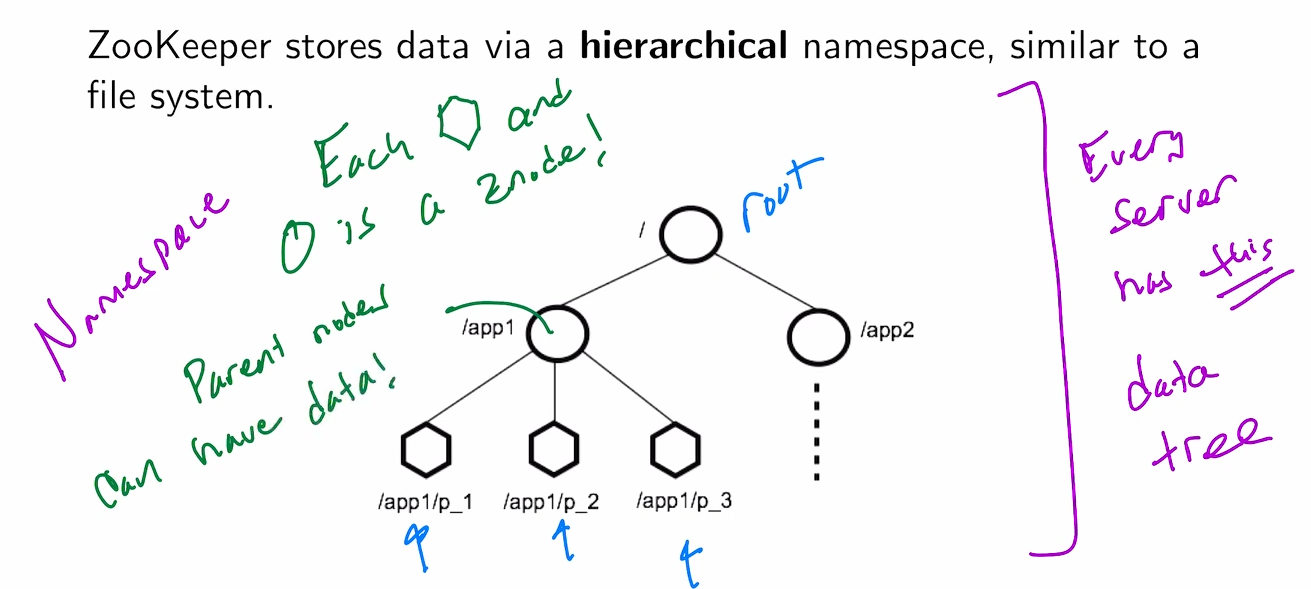 ZooKeeper stores data via a hierarchical namespace, similar to a
file system.
Namespace
Each and
is a znode!
Parent nodes
can have data!
/
root
/app1
/app2
/app1/p_1
/app1/p_2
/app1/p_3
Every
server
has this
data
tree